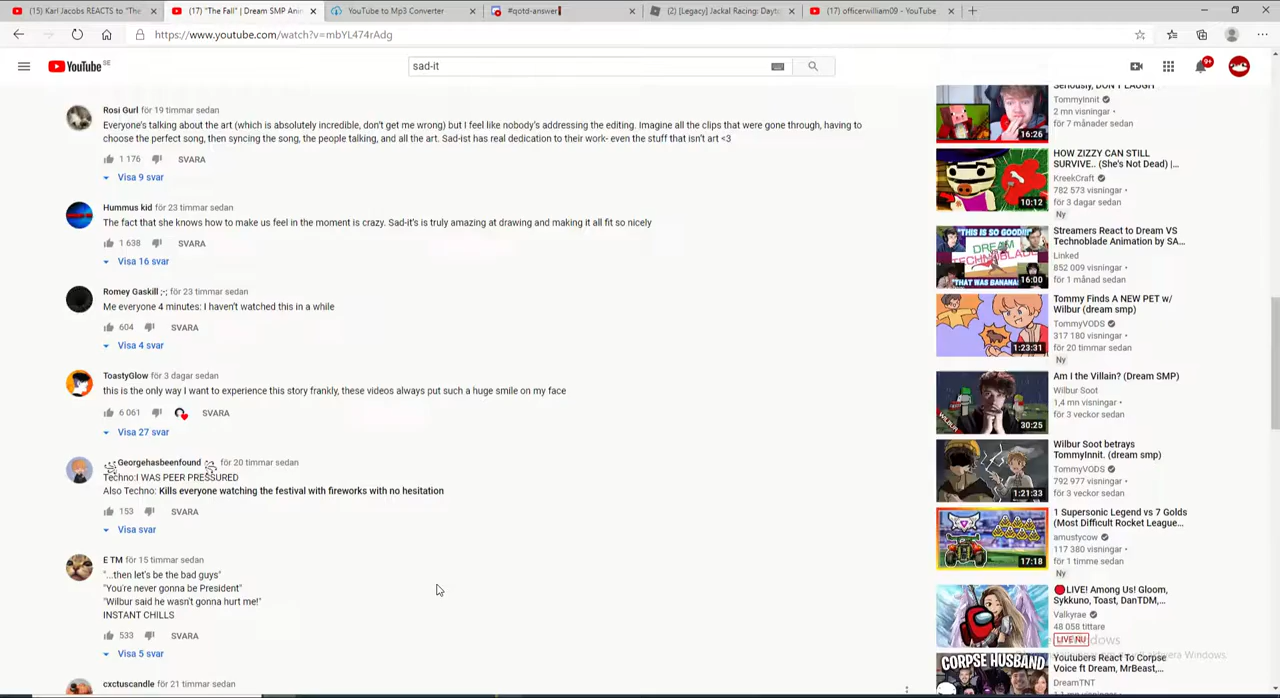 (15) Karl Jacobs REACTS to "The
(17) "The Fall" | Dream SMP Anin
YouTube to Mp3 Converter
#qotd-answer
(2) [Legacy] Jackal Racing: Dayto
(17) officerwilliam09 - YouTube
https://www.youtube.com/watch?v=mbYL474rAdg
YouTube SE
sad-it
9+
Rosi Gurl för 19 timmar sedan
Everyone's talking about the art (which is absolutely incredible, don't get me wrong) but I feel like nobody's addressing the editing. Imagine all the clips that were gone through, having to
choose the perfect song, then syncing the song, the people talking, and all the art. Sad-ist has real dedication to their work- even the stuff that isn't art <3
1 176 SVARA
Visa 9 svar
Hummus kid för 23 timmar sedan
The fact that she knows how to make us feel in the moment is crazy. Sad-it's is truly amazing at drawing and making it all fit so nicely
1 638 SVARA
Visa 16 svar
Romey Gaskill ;-; för 23 timmar sedan
Me everyone 4 minutes: I haven't watched this in a while
604 SVARA
Visa 4 svar
ToastyGlow för 3 dagar sedan
this is the only way I want to experience this story frankly, these videos always put such a huge smile on my face
6 061 SVARA
Visa 27 svar
Georgehasbeenfound för 20 timmar sedan
Techno:I WAS PEER PRESSURED
Also Techno: Kills everyone watching the festival with fireworks with no hesitation
153 SVARA
Visa svar
E TM för 15 timmar sedan
"...then let's be the bad guys"
"You're never gonna be President"
"Wilbur said he wasn't gonna hurt me!"
INSTANT CHILLS
533 SVARA
Visa 5 svar
cxctuscandle för 21 timmar sedan
Seriously, DON'T LAUGH
TommyInnit
2 mn visningar •
för 7 månader sedan
16:26
HOW ZIZZY CAN STILL
SURVIVE.. (She's Not Dead) |...
KreekCraft
782 573 visningar •
för 3 dagar sedan
Ny
10:12
Streamers React to Dream VS
Technoblade Animation by SA...
Linked
852 009 visningar •
för 1 månad sedan
"THIS IS SO GOOD!!!"
DREAM
TECHNOBLADE
"THAT WAS BANANA!"
16:00
Tommy Finds A NEW PET w/
Wilbur (dream smp)
TommyVODS
317 180 visningar •
för 20 timmar sedan
Ny
1:23:31
Am I the Villain? (Dream SMP)
Wilbur Soot
1,4 mn visningar •
för 3 veckor sedan
WILBUR
30:25
Wilbur Soot betrays
TommyInnit. (dream smp)
TommyVODS
792 977 visningar •
för 3 veckor sedan
1:21:33
1 Supersonic Legend vs 7 Golds
(Most Difficult Rocket League...
amustycow
117 380 visningar •
för 1 timme sedan
Ny
17:18
LIVE! Among Us! Gloom,
Sykkuno, Toast, DanTDM,...
Valkyrae
48 058 tittare
LIVE NU
Youtubers React To Corpse
Voice ft Dream, MrBeast,...
DreamTNT
CORPSE HUSBAND